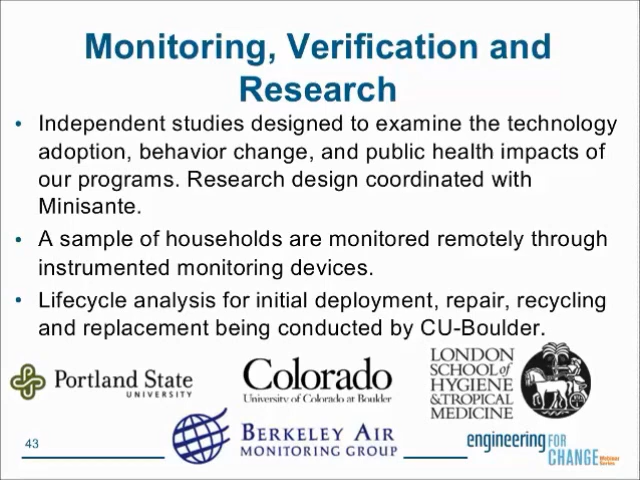 Monitoring, Verification and
Research
• Independent studies designed to examine the technology
adoption, behavior change, and public health impacts of
our programs. Research design coordinated with
Minisante.
• A sample of households are monitored remotely through
instrumented monitoring devices.
• Lifecycle analysis for initial deployment, repair, recycling
and replacement being conducted by CU-Boulder.
Portland State
UNIVERSITY
Colorado
University of Colorado at Boulder
LONDON
SCHOOL of
HYGIENE
& TROPICAL
MEDICINE
BERKELEY AIR
MONITORING GROUP
43
engineering FOR
CHANGE Webinar
Series